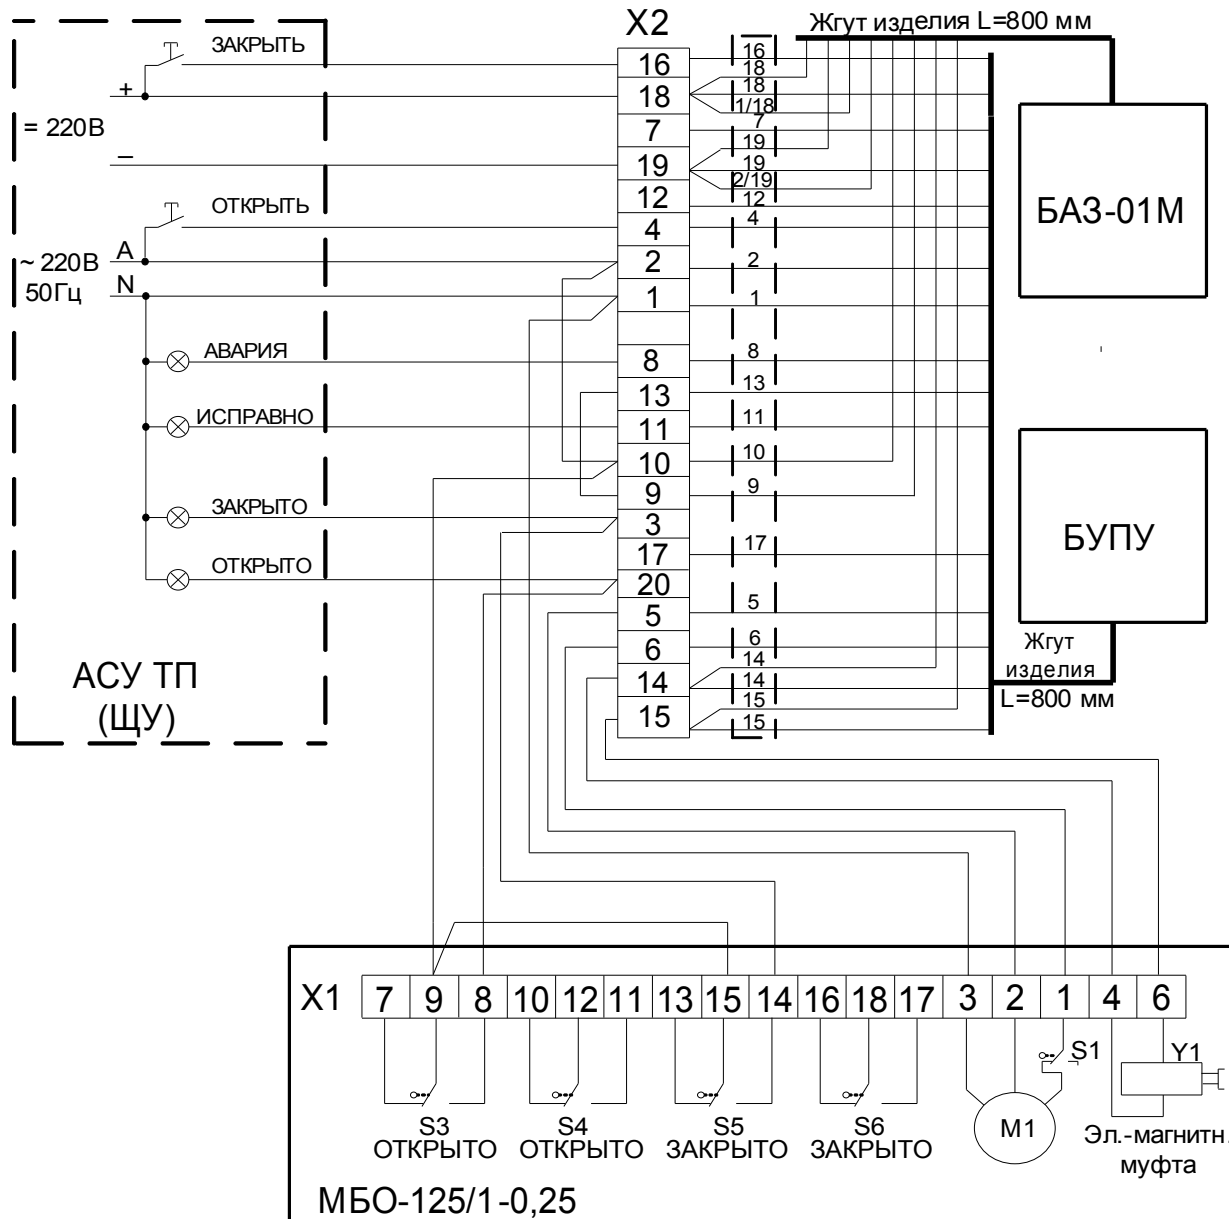 X2
Жгут изделия L=800 мм
ЗАКРЫТЬ
+
= 220В
–
ОТКРЫТЬ
A
~ 220В
50Гц
N
АВАРИЯ
ИСПРАВНО
ЗАКРЫТО
ОТКРЫТО
АСУ ТП
(ЩУ)
16
18
7
19
12
4
2
1
8
13
11
10
9
3
17
20
5
6
14
15
16
18
18
1/18
7
19
19
2/19
12
4
2
1
8
13
11
10
9
17
5
6
14
14
15
15
БАЗ-01М
БУПУ
Жгут
изделия
L=800 мм
X1 7 9 8 10 12 11 13 15 14 16 18 17 3 2 1 4 6
S1
Y1
S3
ОТКРЫТО
S4
ОТКРЫТО
S5
ЗАКРЫТО
S6
ЗАКРЫТО
М1
Эл.-магнитн.
муфта
МБО-125/1-0,25